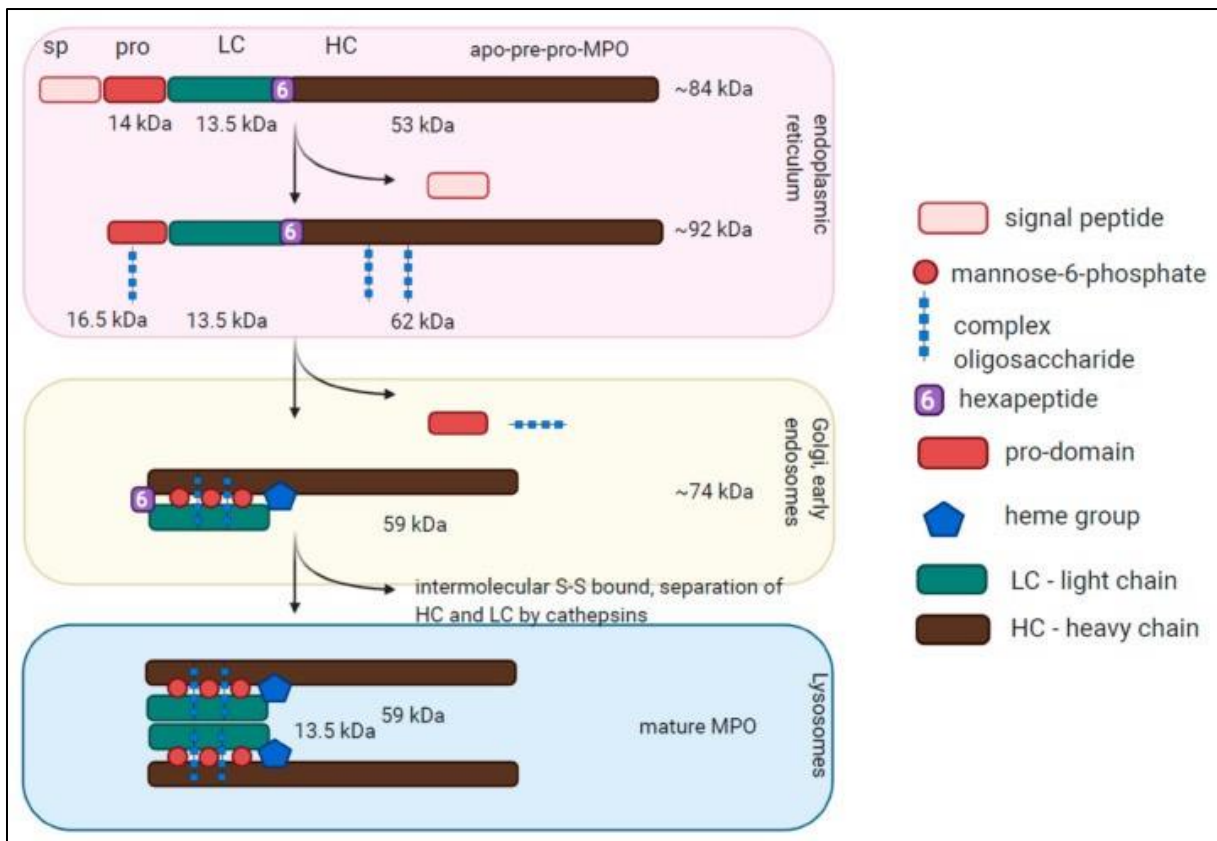 sp pro LC HC apo-pre-pro-MPO
6
~84 kDa
14 kDa 13.5 kDa 53 kDa
6
~92 kDa
16.5 kDa 13.5 kDa 62 kDa
endoplasmic
reticulum
6
~74 kDa
59 kDa
Golgi, early
endosomes
intermolecular S-S bound, separation of
HC and LC by cathepsins
59 kDa
13.5 kDa
mature MPO
Lysosomes
signal peptide
mannose-6-phosphate
complex
oligosaccharide
6 hexapeptide
pro-domain
heme group
LC - light chain
HC - heavy chain